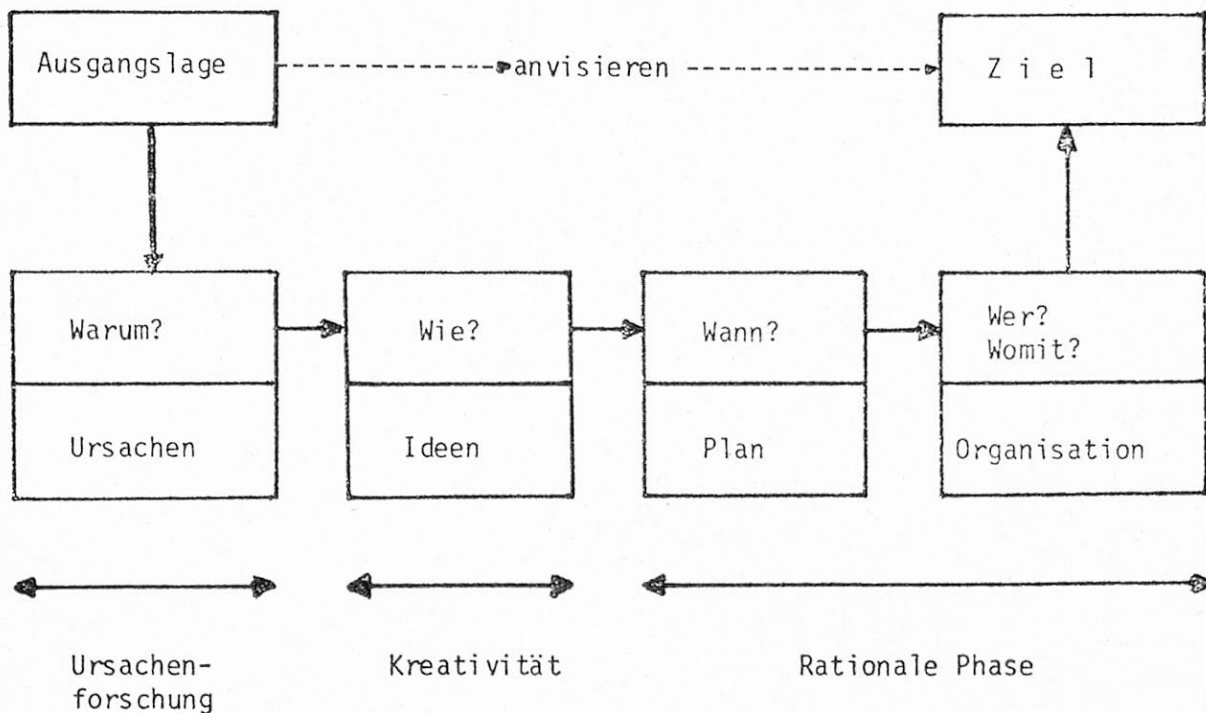 Ausgangslage
anvisieren
Z i e l
Warum?
Wie?
Wann?
Wer?
Womit?
Ursachen
Ideen
Plan
Organisation
Ursachen-
forschung
Kreativität
Rationale Phase